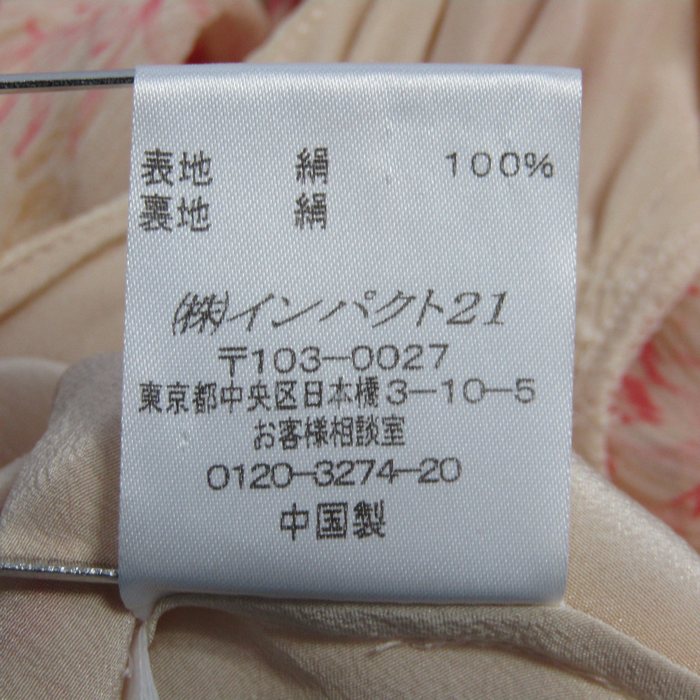 表地 絹 100%
裏地 絹
㈱インパクト21
〒103-0027
東京都中央区日本橋3-10-5
お客様相談室
0120-3274-20
中国製